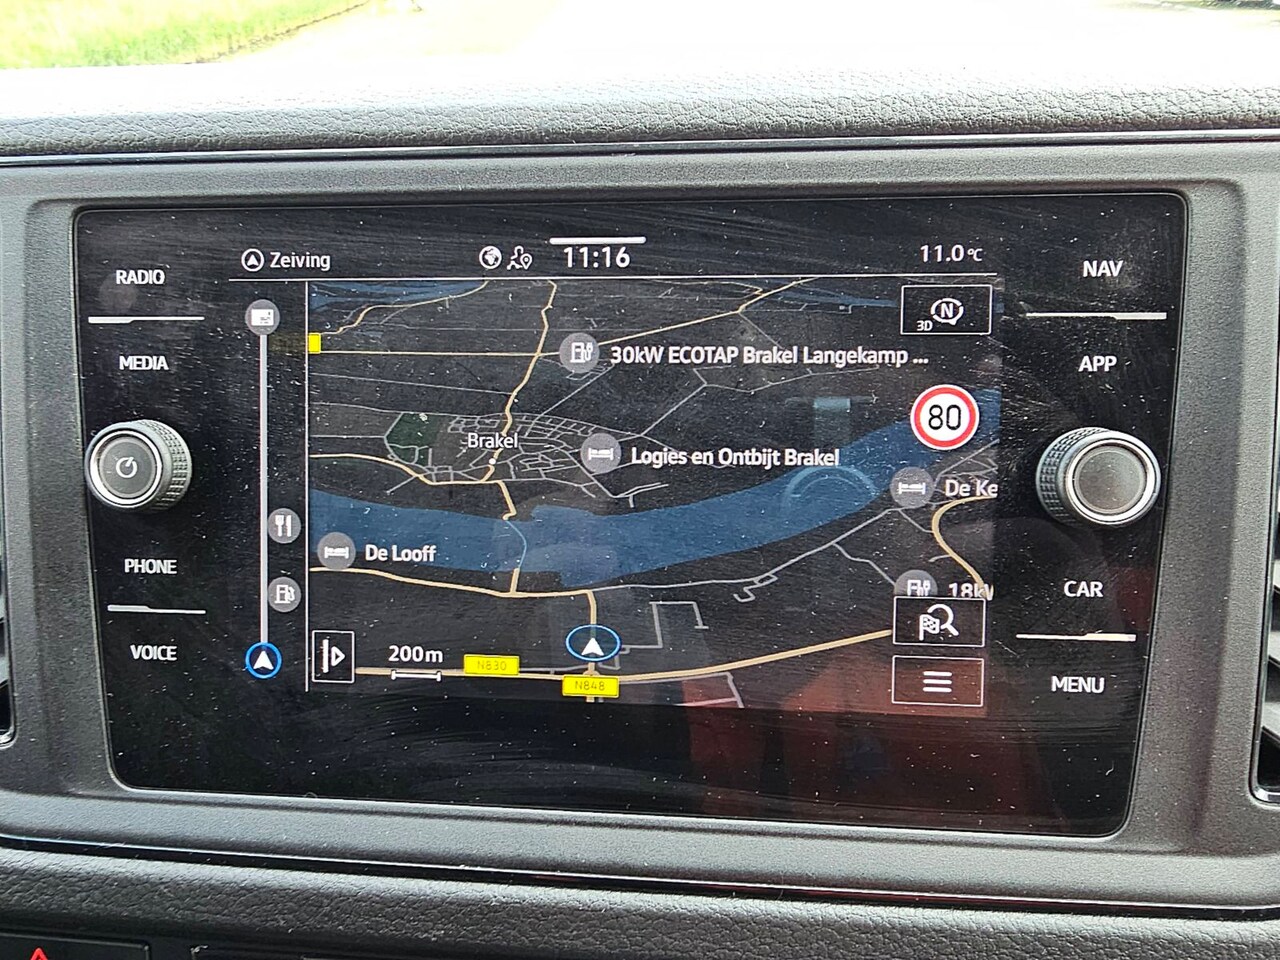 RADIO
MEDIA
PHONE
VOICE
Zeiving
11:16
11.0°C
3D N
30kW ECOTAP Brakel Langekamp ...
80
Brakel
Logies en Ontbijt Brakel
De Ke
De Looff
18k
200m
N830
N848
NAV
APP
CAR
MENU